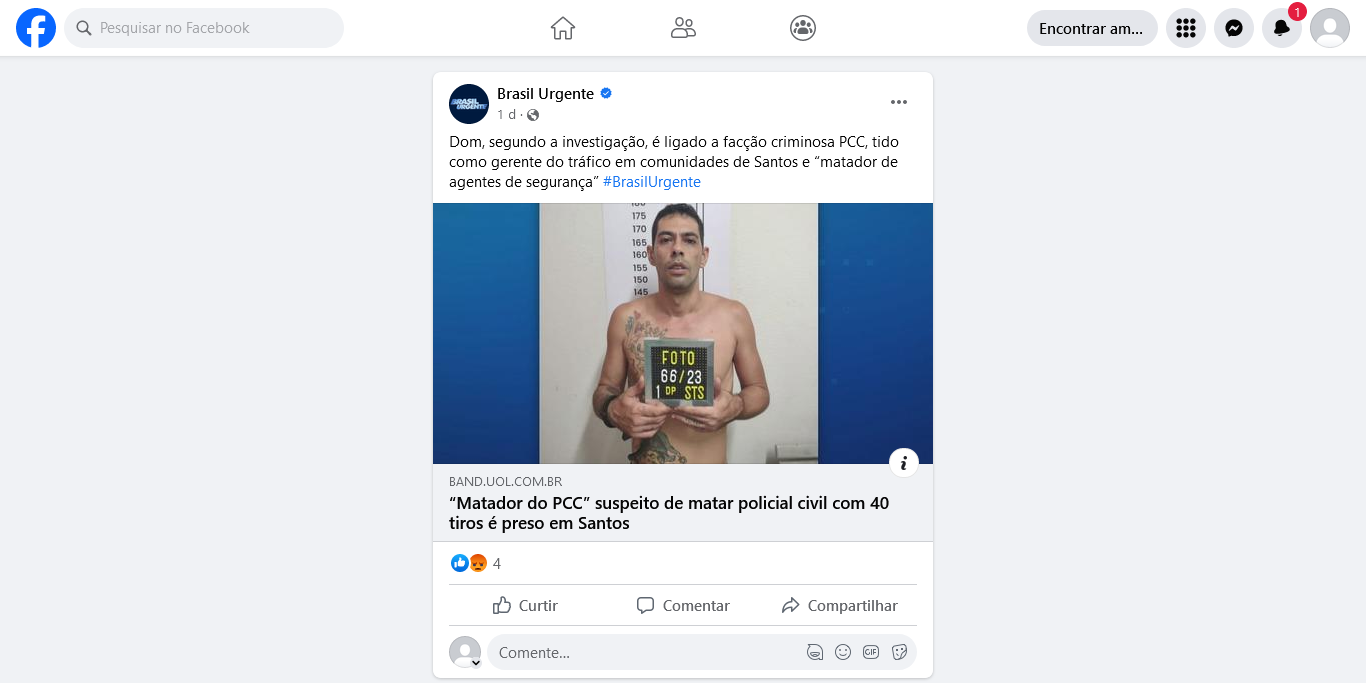 Pesquisar no Facebook
Encontrar am...
1
BRASIL
URGENTE
Brasil Urgente
1 d ·
Dom, segundo a investigação, é ligado a facção criminosa PCC, tido
como gerente do tráfico em comunidades de Santos e “matador de
agentes de segurança” #BrasilUrgente
175
170
165
160
155
150
145
FOTO
66/23
1 DP STS
BAND.UOL.COM.BR
“Matador do PCC” suspeito de matar policial civil com 40
tiros é preso em Santos
4
Curtir
Comentar
Compartilhar
Comente...
GIF